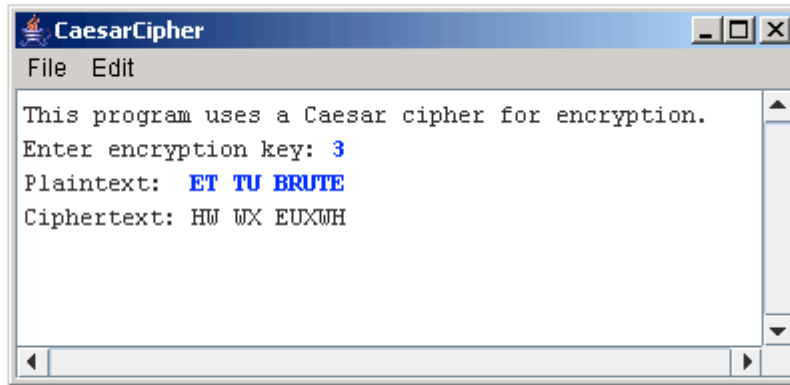 CaesarCipher
File Edit
This program uses a Caesar cipher for encryption.
Enter encryption key: 3
Plaintext: ET TU BRUTE
Ciphertext: HW WX EUXWH